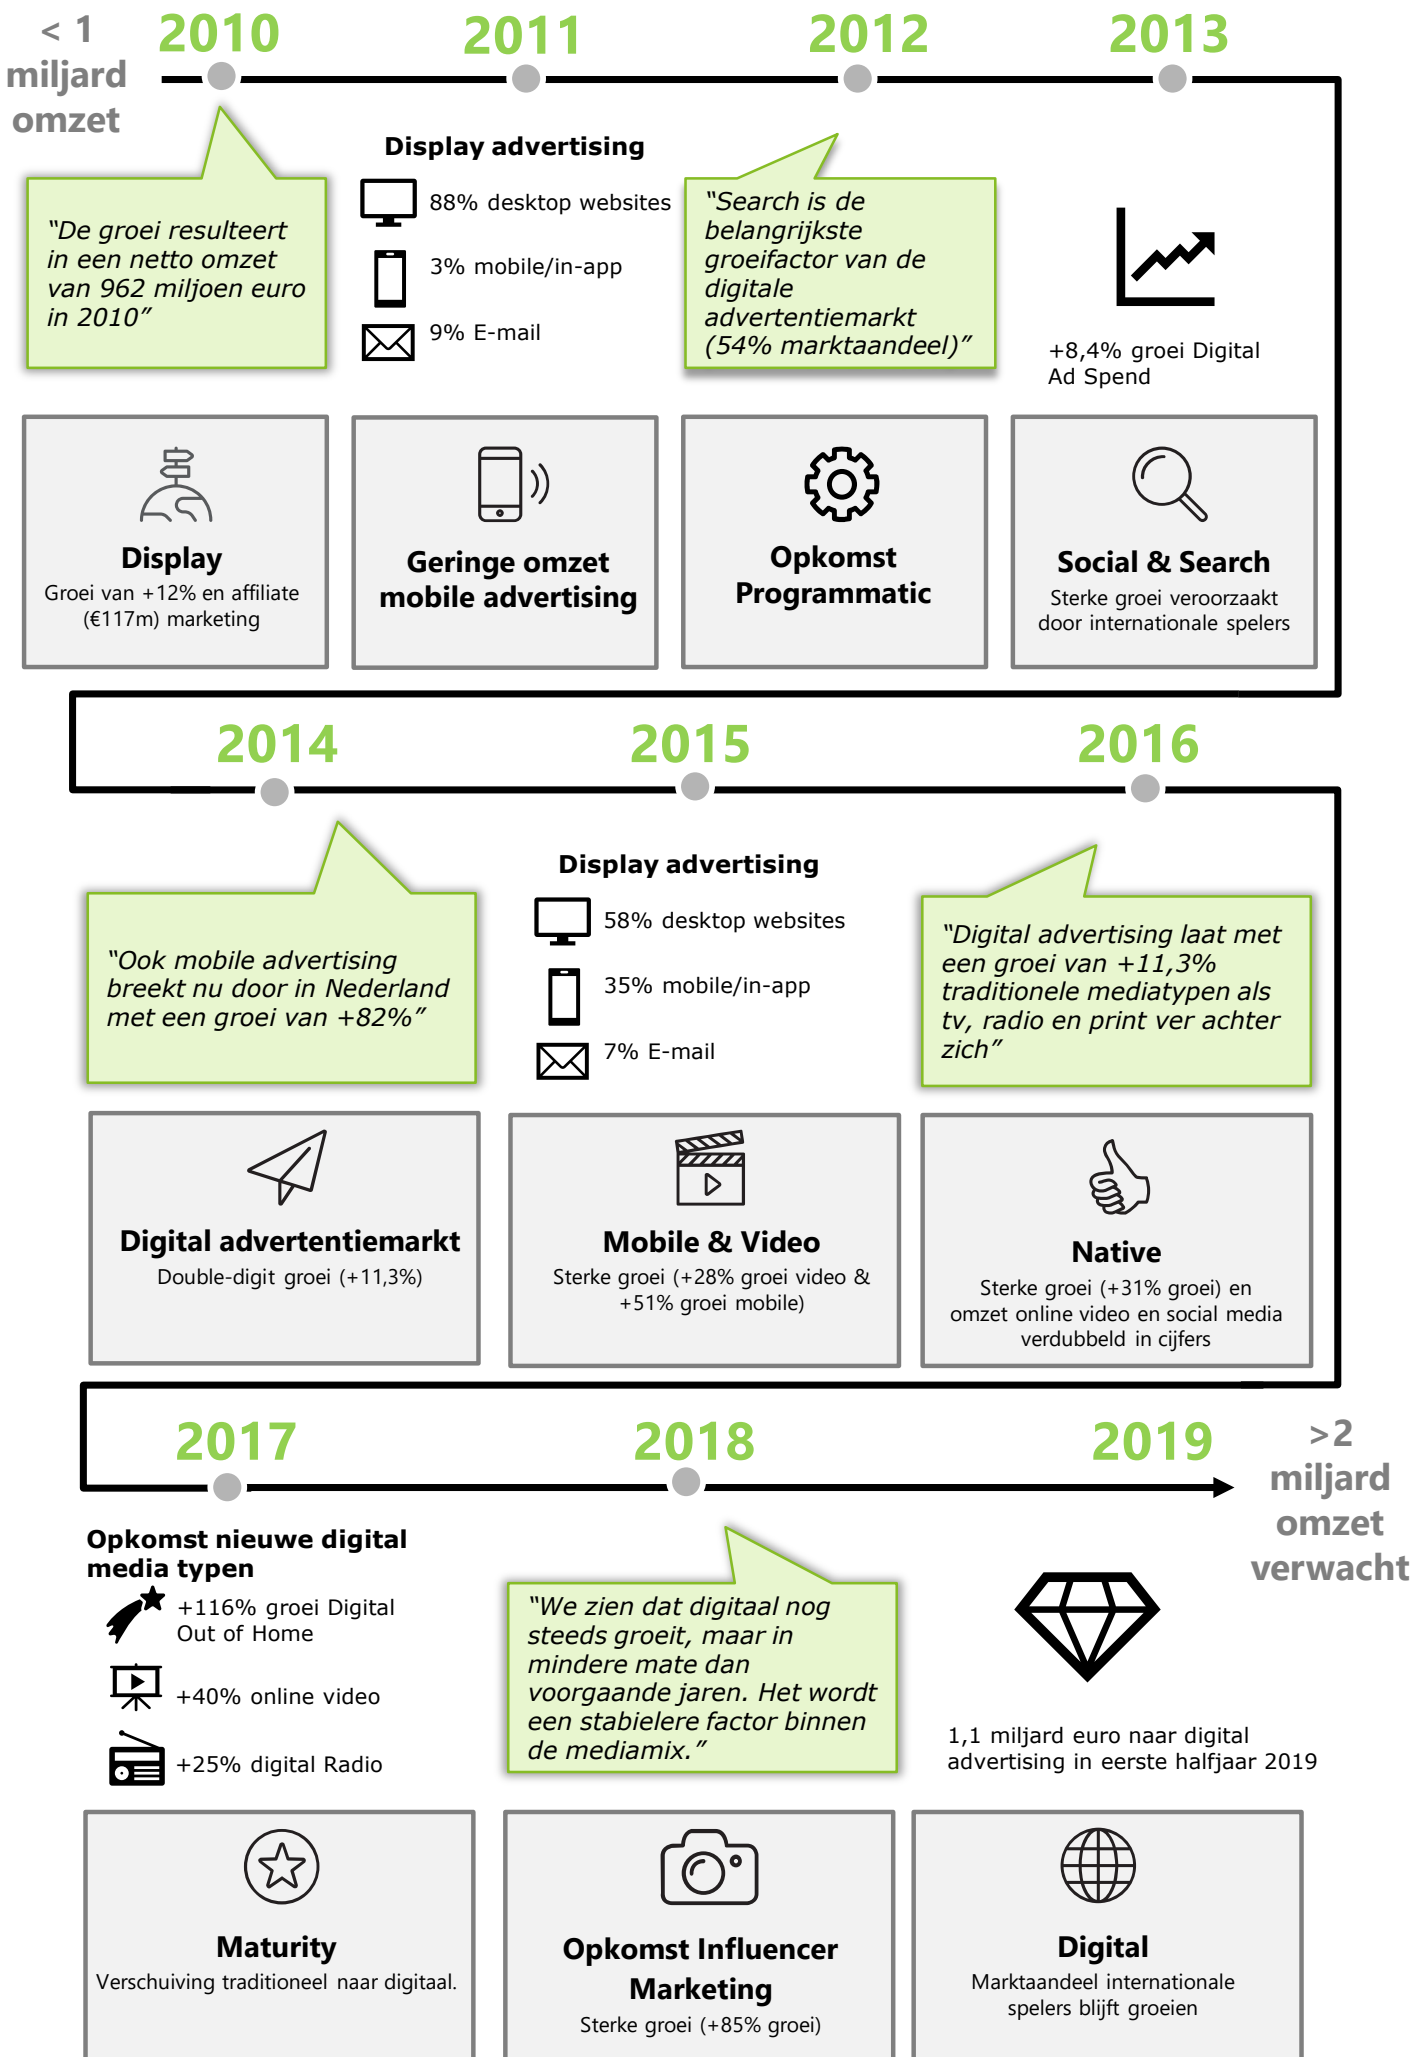 < 1
miljard
omzet
2010
2011
2012
2013
“De groei resulteert
in een netto omzet
van 962 miljoen euro
in 2010”
Display advertising
88% desktop websites
3% mobile/in-app
9% E-mail
“Search is de
belangrijkste
groeifactor van de
digitale
advertentiemarkt
(54% marktaandeel)”
+8,4% groei Digital
Ad Spend
Display
Groei van +12% en affiliate
(€117m) marketing
Geringe omzet
mobile advertising
Opkomst
Programmatic
Social & Search
Sterke groei veroorzaakt
door internationale spelers
2014
2015
2016
“Ook mobile advertising
breekt nu door in Nederland
met een groei van +82%”
Display advertising
58% desktop websites
35% mobile/in-app
7% E-mail
“Digital advertising laat met
een groei van +11,3%
traditionele mediatypen als
tv, radio en print ver achter
zich”
Digital advertentiemarkt
Double-digit groei (+11,3%)
Mobile & Video
Sterke groei (+28% groei video &
+51% groei mobile)
Native
Sterke groei (+31% groei) en
omzet online video en social media
verdubbeld in cijfers
2017
2018
2019
>2
miljard
omzet
verwacht
Opkomst nieuwe digital
media typen
+116% groei Digital
Out of Home
+40% online video
+25% digital Radio
“We zien dat digitaal nog
steeds groeit, maar in
mindere mate dan
voorgaande jaren. Het wordt
een stabielere factor binnen
de mediamix.”
1,1 miljard euro naar digital
advertising in eerste halfjaar 2019
Maturity
Verschuiving traditioneel naar digitaal.
Opkomst Influencer
Marketing
Sterke groei (+85% groei)
Digital
Marktaandeel internationale
spelers blijft groeien